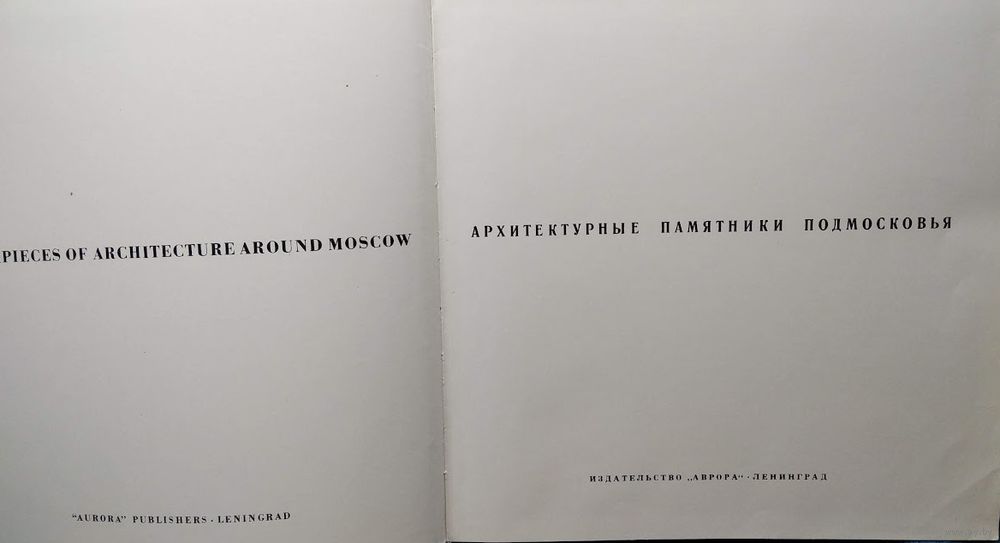 PIECES OF ARCHITECTURE AROUND MOSCOW
"AURORA" PUBLISHERS · LENINGRAD
АРХИТЕКТУРНЫЕ ПАМЯТНИКИ ПОДМОСКОВЬЯ
ИЗДАТЕЛЬСТВО „АВРОРА“ · ЛЕНИНГРАД